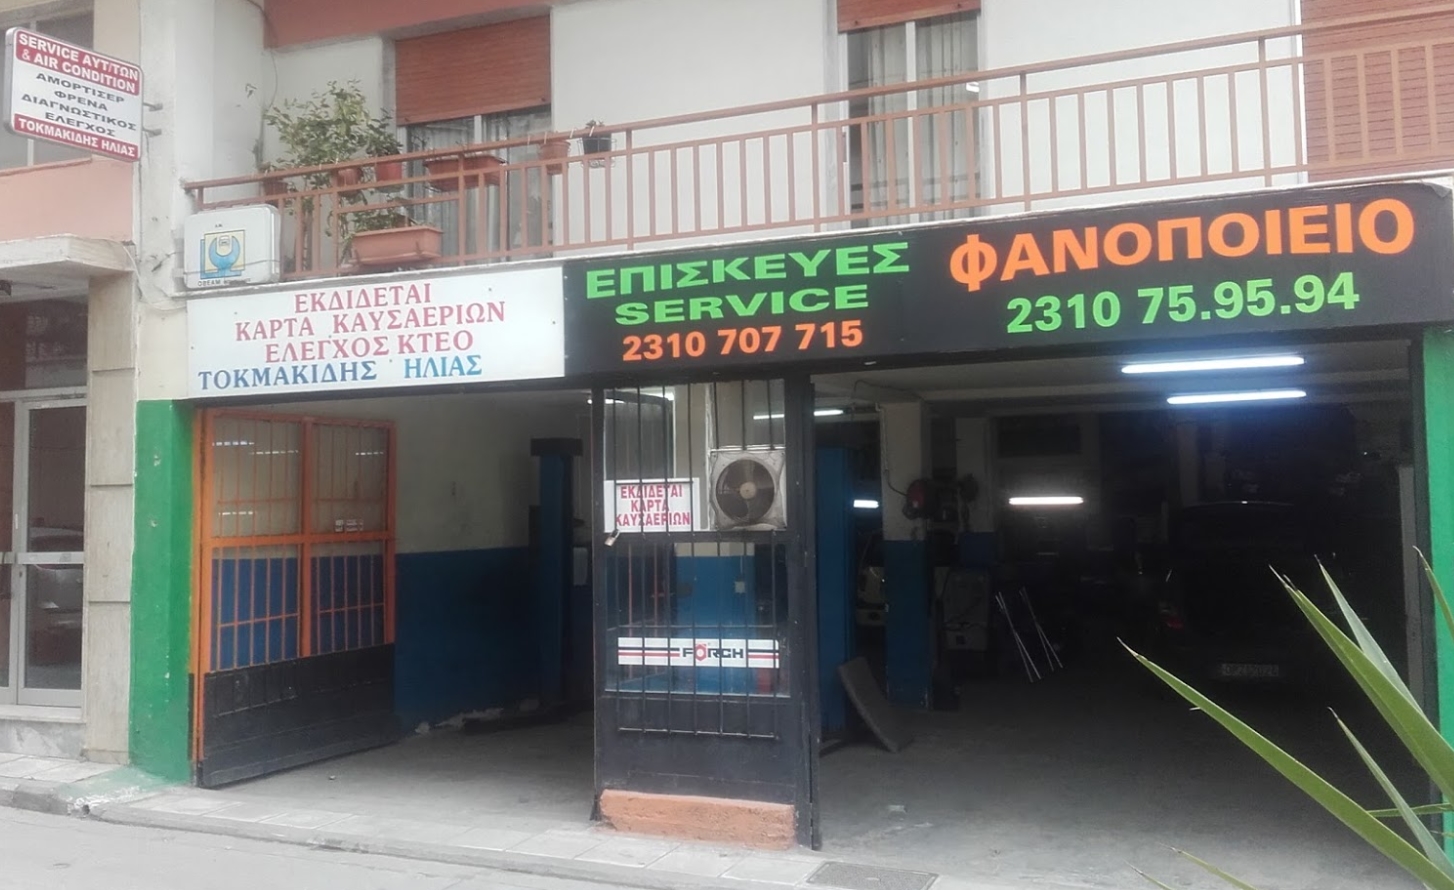 SERVICE ΑΥΤ/ΤΩΝ
& AIR CONDITION
ΑΜΟΡΤΙΣΕΡ
ΦΡΕΝΑ
ΔΙΑΓΝΩΣΤΙΚΟΣ
ΕΛΕΓΧΟΣ
ΤΟΚΜΑΚΙΔΗΣ ΗΛΙΑΣ
ΕΚΔΙΔΕΤΑΙ
ΚΑΡΤΑ ΚΑΥΣΑΕΡΙΩΝ
ΕΛΕΓΧΟΣ ΚΤΕΟ
ΤΟΚΜΑΚΙΔΗΣ ΗΛΙΑΣ
ΕΠΙΣΚΕΥΕΣ
SERVICE
2310 707 715
ΦΑΝΟΠΟΙΕΙΟ
2310 75.95.94
ΕΚΔΙΔΕΤΑΙ
ΚΑΡΤΑ
ΚΑΥΣΑΕΡΙΩΝ
FÖRCH